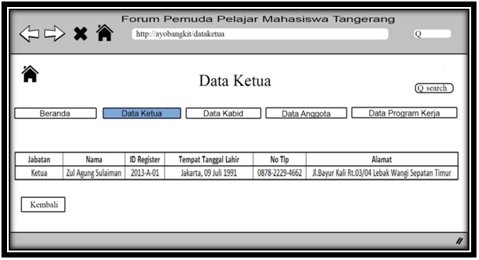 Forum Pemuda Pelajar Mahasiswa Tangerang
http://ayobangkit/dataketua Q
Data Ketua
Q search
Beranda Data Ketua Data Kabid Data Anggota Data Program Kerja
Jabatan Nama ID Register Tempat Tanggal Lahir No Tlp Alamat
Ketua Zul Agung Sulaiman 2013-A-01 Jakarta, 09 Juli 1991 0878-2229-4662 Jl.Bayur Kali Rt.03/04 Lebak Wangi Sepatan Timur
Kembali